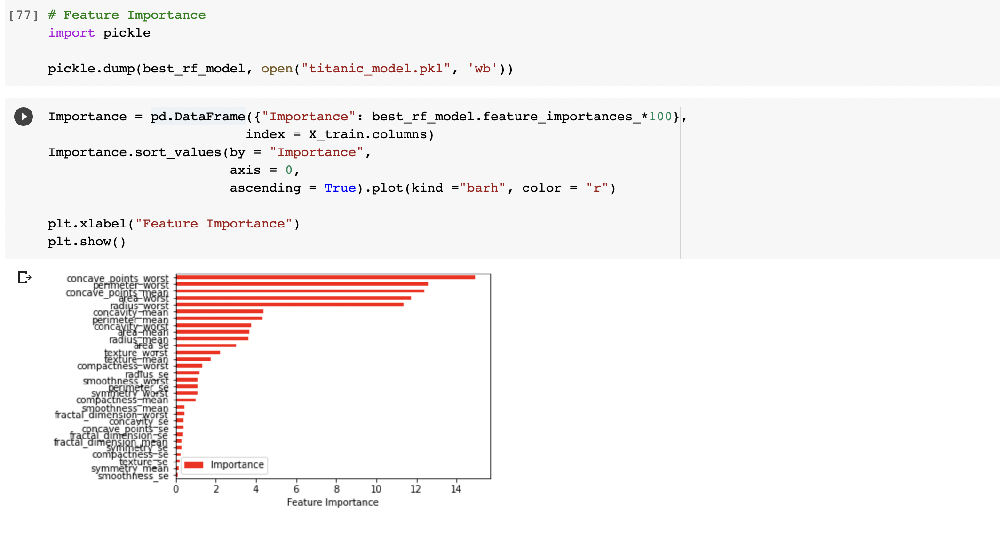 [77] # Feature Importance
import pickle
pickle.dump(best_rf_model, open("titanic_model.pkl", 'wb'))
Importance = pd.DataFrame({"Importance": best_rf_model.feature_importances_*100},
index = X_train.columns)
Importance.sort_values(by = "Importance",
axis = 0,
ascending = True).plot(kind ="barh", color = "r")
plt.xlabel("Feature Importance")
plt.show()
concave_points_worst
perimeter_worst
concave_points_mean
area_worst
radius_worst
concavity_mean
perimeter_mean
concavity_worst
area_mean
radius_mean
area_se
texture_worst
texture_mean
compactness_worst
radius_se
smoothness_worst
perimeter_se
symmetry_worst
compactness_mean
smoothness_mean
fractal_dimension_worst
concavity_se
concave_points_se
fractal_dimension_se
fractal_dimension_mean
symmetry_se
compactness_se
texture_se
symmetry_mean
smoothness_se
Importance
0 2 4 6 8 10 12 14
Feature Importance